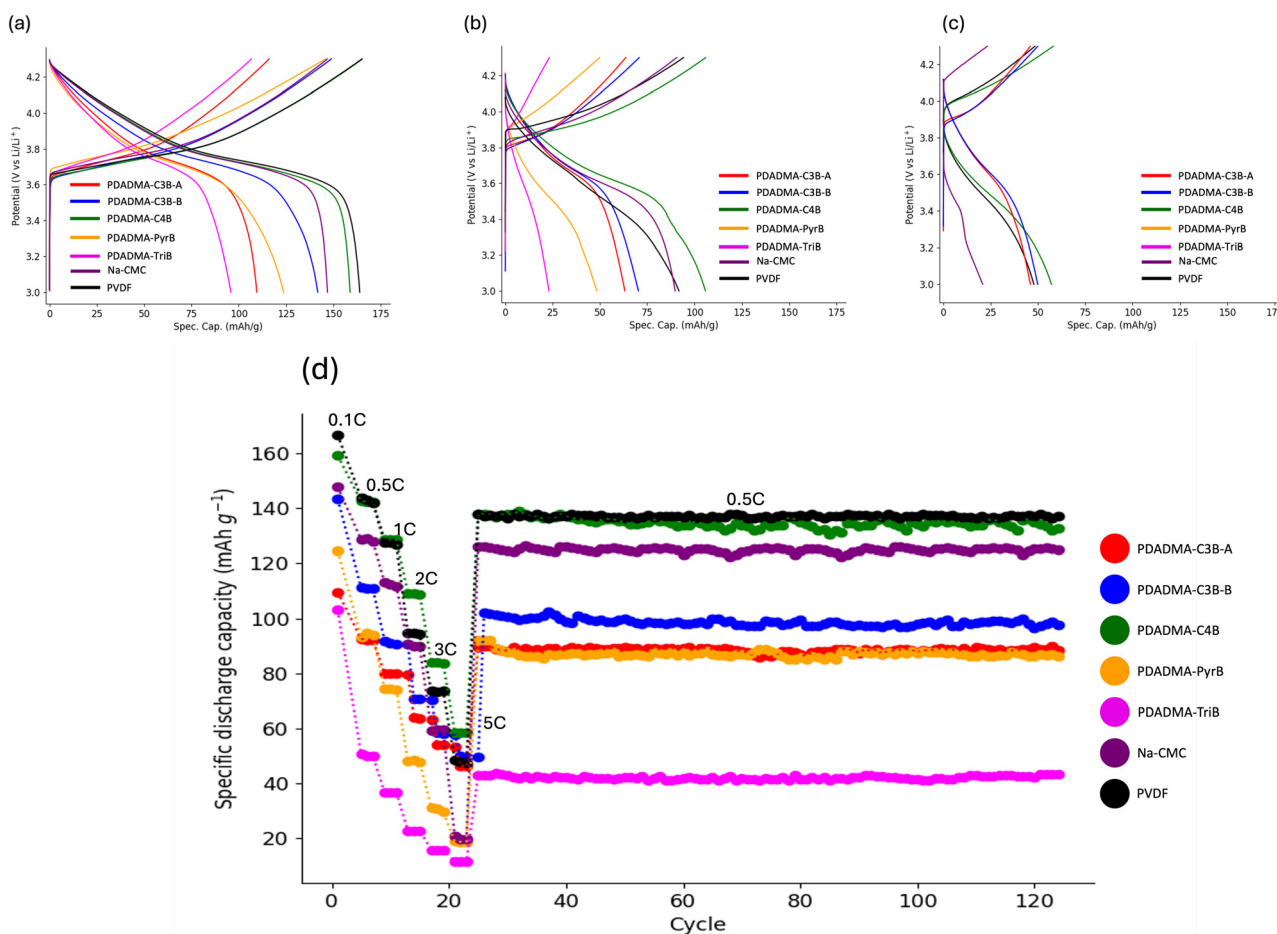 (a)
4.2
4.0
3.8
3.6
3.4
3.2
3.0
Potential (V vs Li/Li⁺)
PDADMA-C3B-A
PDADMA-C3B-B
PDADMA-C4B
PDADMA-PyrB
PDADMA-TriB
Na-CMC
PVDF
0 25 50 75 100 125 150 175
Spec. Cap. (mAh/g)
(b)
4.2
4.0
3.8
3.6
3.4
3.2
3.0
Potential (V vs Li/Li⁺)
PDADMA-C3B-A
PDADMA-C3B-B
PDADMA-C4B
PDADMA-PyrB
PDADMA-TriB
Na-CMC
PVDF
0 25 50 75 100 125 150 175
Spec. Cap. (mAh/g)
(c)
4.2
4.0
3.8
3.6
3.4
3.2
3.0
Potential (V vs Li/Li⁺)
PDADMA-C3B-A
PDADMA-C3B-B
PDADMA-C4B
PDADMA-PyrB
PDADMA-TriB
Na-CMC
PVDF
0 25 50 75 100 125 150 175
Spec. Cap. (mAh/g)
(d)
160
140
120
100
80
60
40
20
Specific discharge capacity (mAh g⁻¹)
0.1C
0.5C
1C
2C
3C
5C
0.5C
0 20 40 60 80 100 120
Cycle
PDADMA-C3B-A
PDADMA-C3B-B
PDADMA-C4B
PDADMA-PyrB
PDADMA-TriB
Na-CMC
PVDF